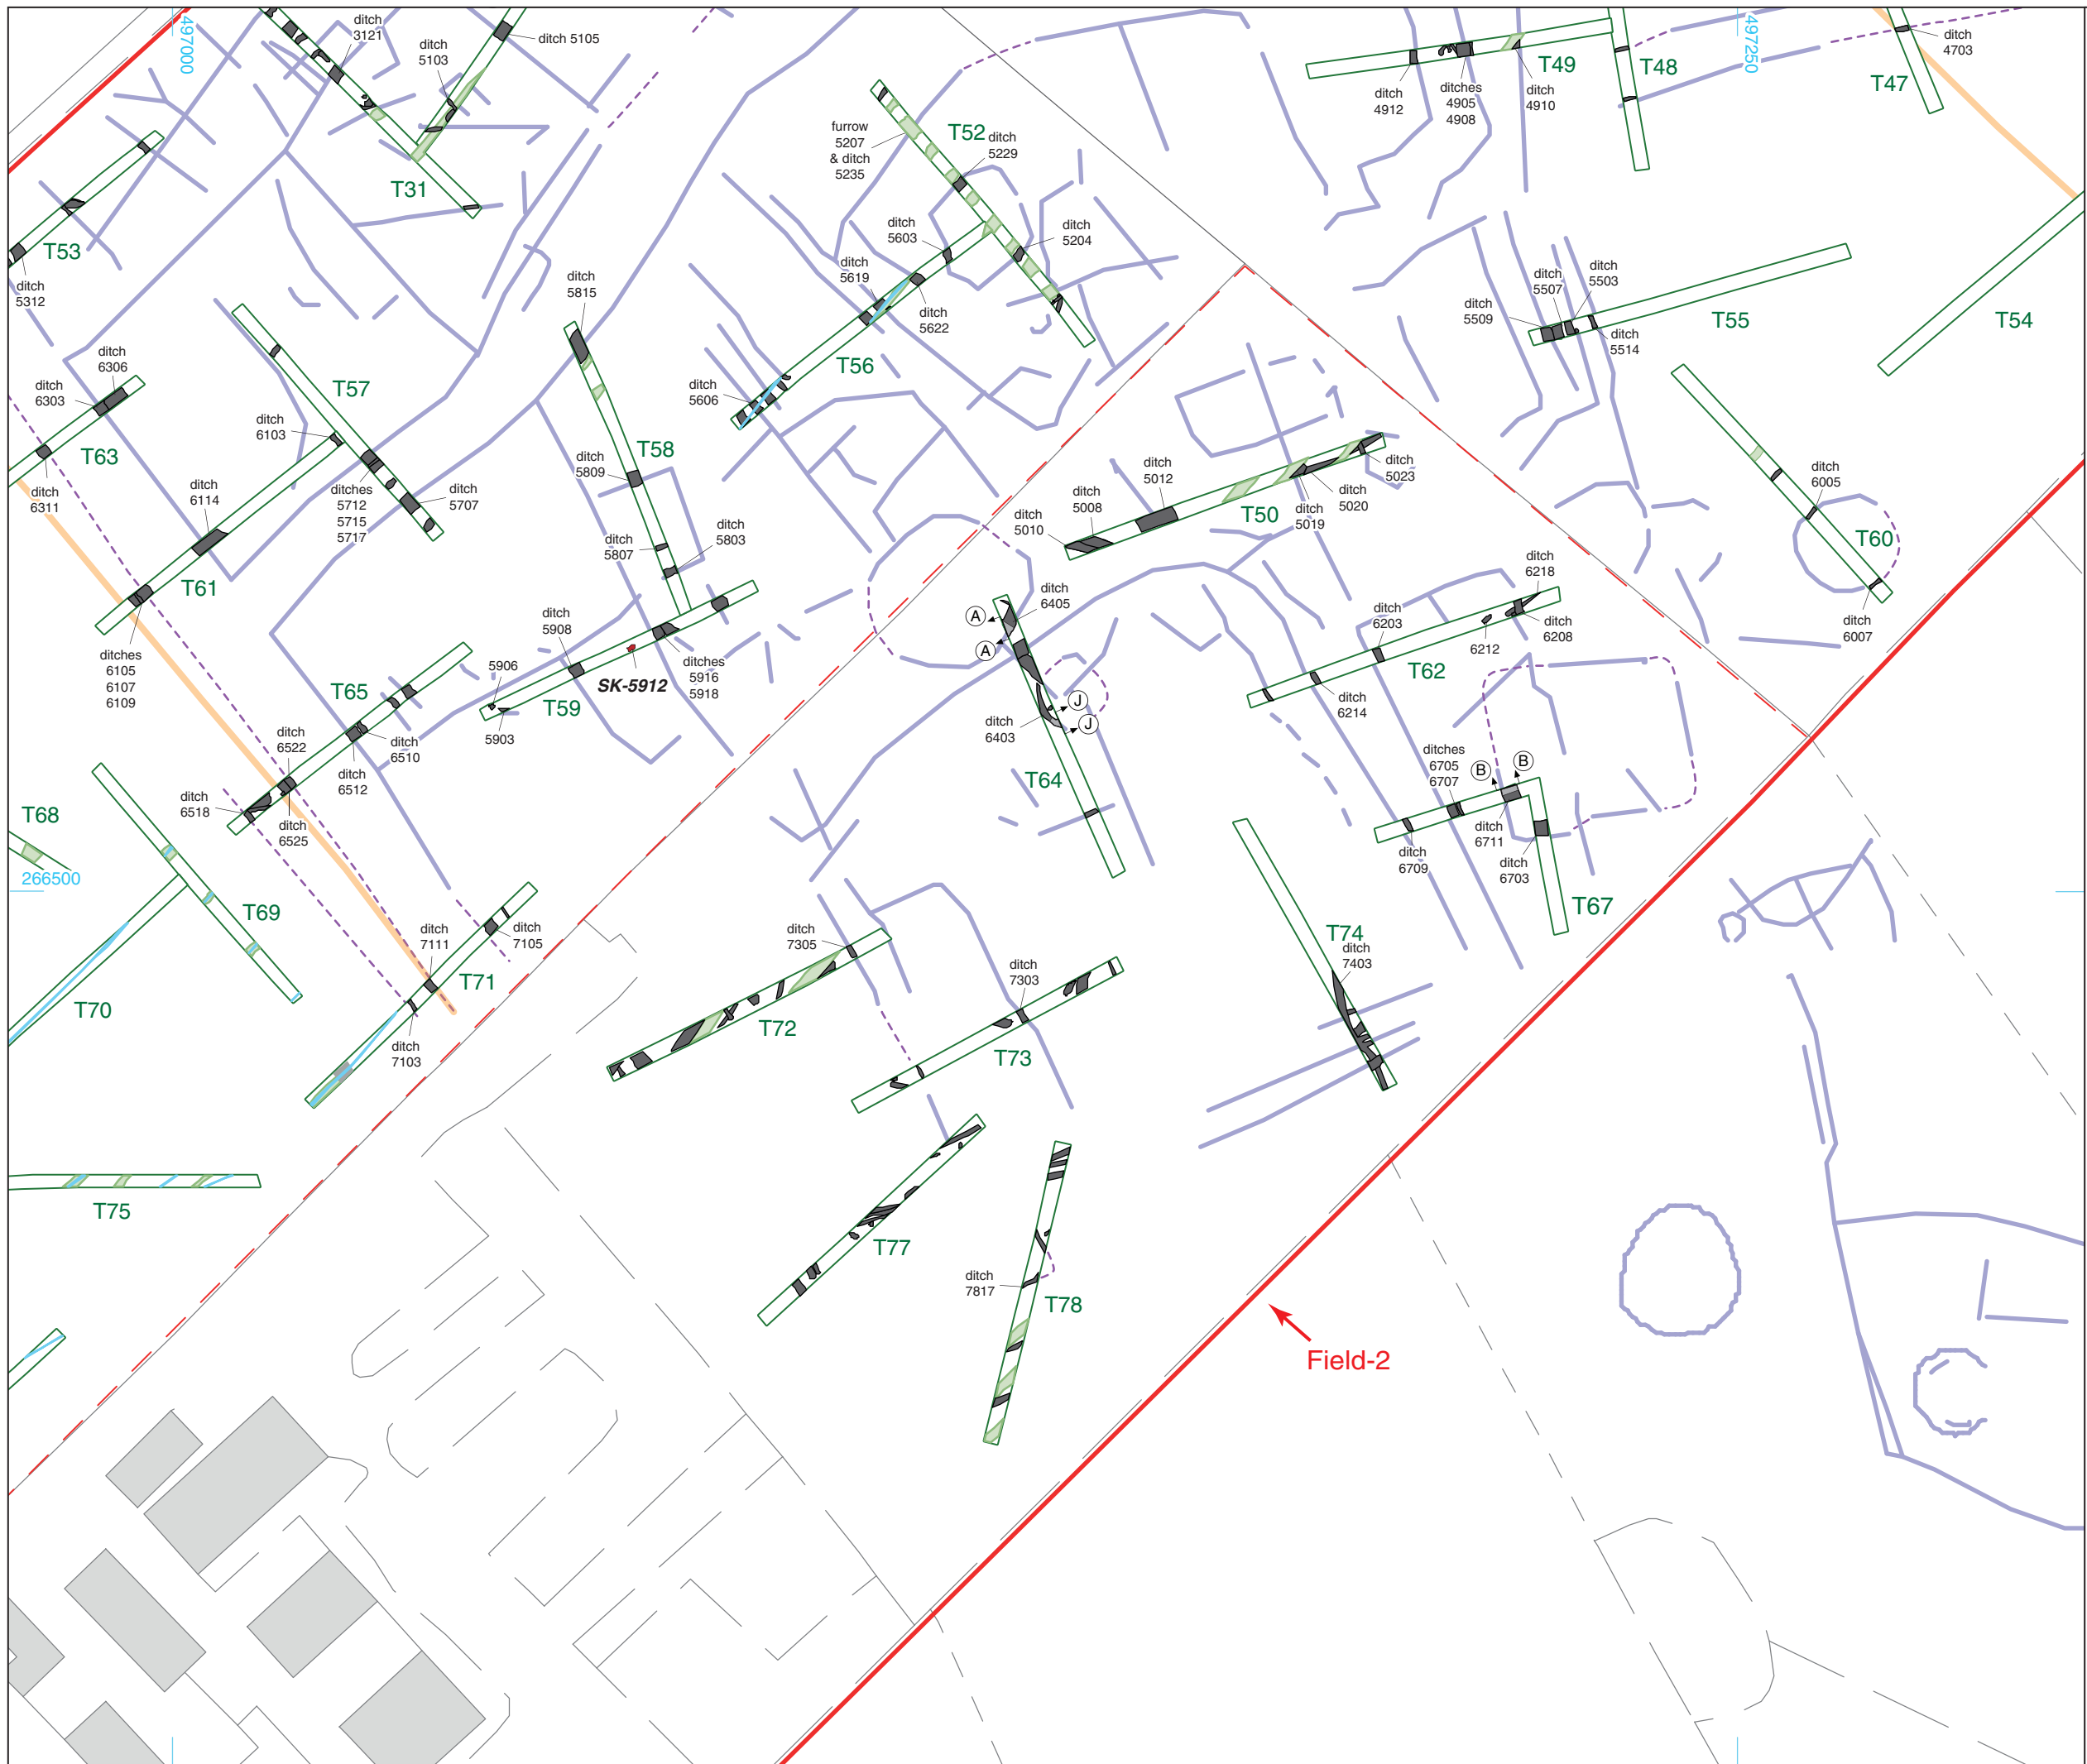 497000
ditch
3121
ditch
5103
ditch 5105
T31
T53
ditch
5312
furrow
5207
& ditch
5235
T52
ditch
5229
ditch
5603
ditch
5204
ditch
5619
ditch
5622
T56
ditch
5606
ditch
4912
ditches
4905
4908
ditch
4910
T49
T48
497250
T47
ditch
4703
ditch
5509
ditch
5507
ditch
5503
ditch
5514
T55
T54
ditch
5815
ditch
6306
ditch
6303
T63
ditch
6311
T57
ditch
6103
ditch
6114
ditches
5712
5715
5717
ditch
5707
T61
ditches
6105
6107
6109
T58
ditch
5809
ditch
5807
ditch
5803
ditch
5012
ditch
5008
ditch
5010
T50
ditch
5019
ditch
5020
ditch
5023
ditch
6005
T60
ditch
6007
ditch
5908
5906
5903
T59
SK-5912
ditches
5916
5918
T65
ditch
6522
ditch
6510
ditch
6512
ditch
6518
ditch
6525
A
A
ditch
6405
J
J
ditch
6403
T64
ditch
6218
ditch
6203
6212
ditch
6208
T62
ditch
6214
ditches
6705
6707
B
B
ditch
6711
ditch
6709
ditch
6703
T67
T68
266500
T69
T70
ditch
7111
ditch
7105
T71
ditch
7103
ditch
7305
T72
ditch
7303
T73
T74
ditch
7403
T75
T77
ditch
7817
T78
Field-2